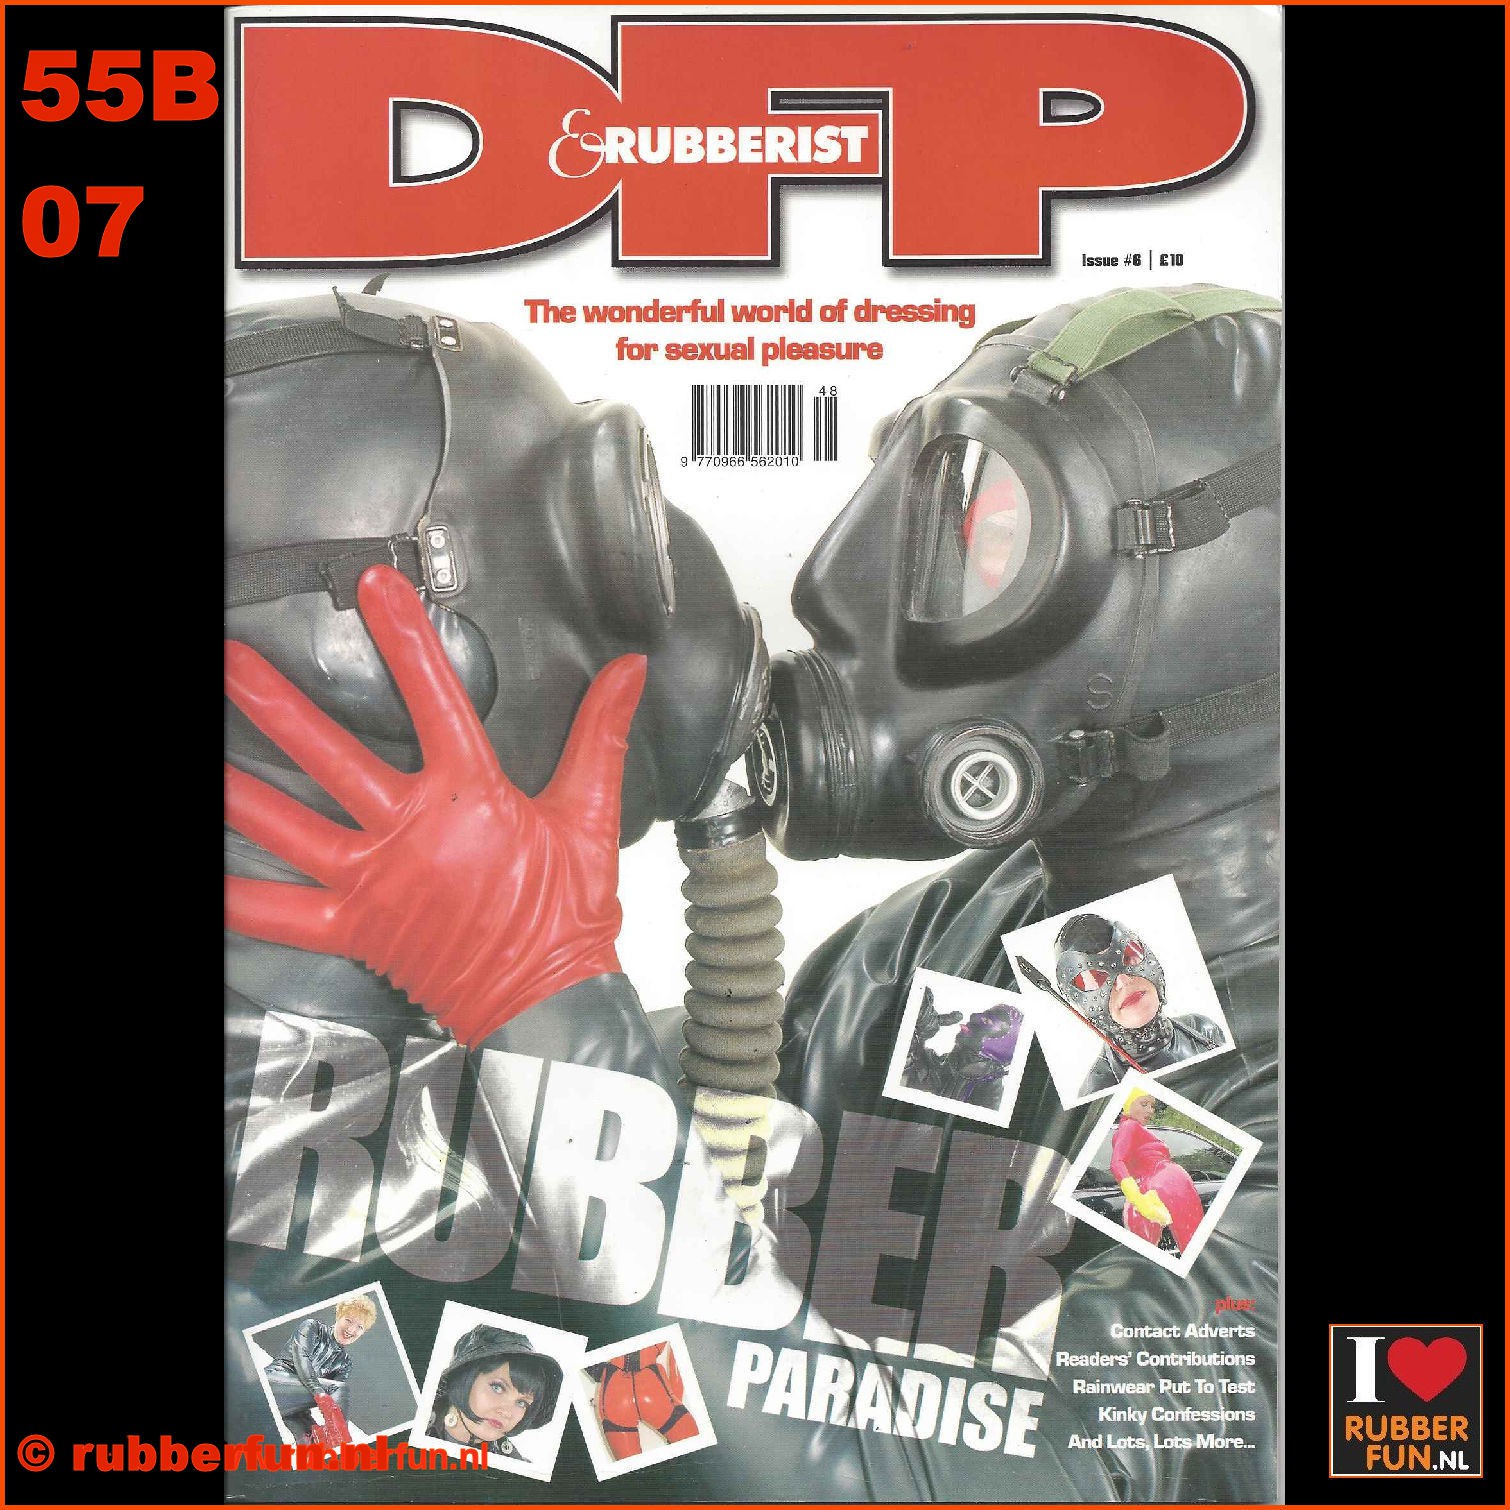 55B
07
DFP
& RUBBERIST
Issue #6 | £10
The wonderful world of dressing
for sexual pleasure
48
9 770966 562010
S
RUBBER
PARADISE
plus:
Contact Adverts
Readers' Contributions
Rainwear Put To Test
Kinky Confessions
And Lots, Lots More...
© rubberfun.nl
I
RUBBER
FUN.NL